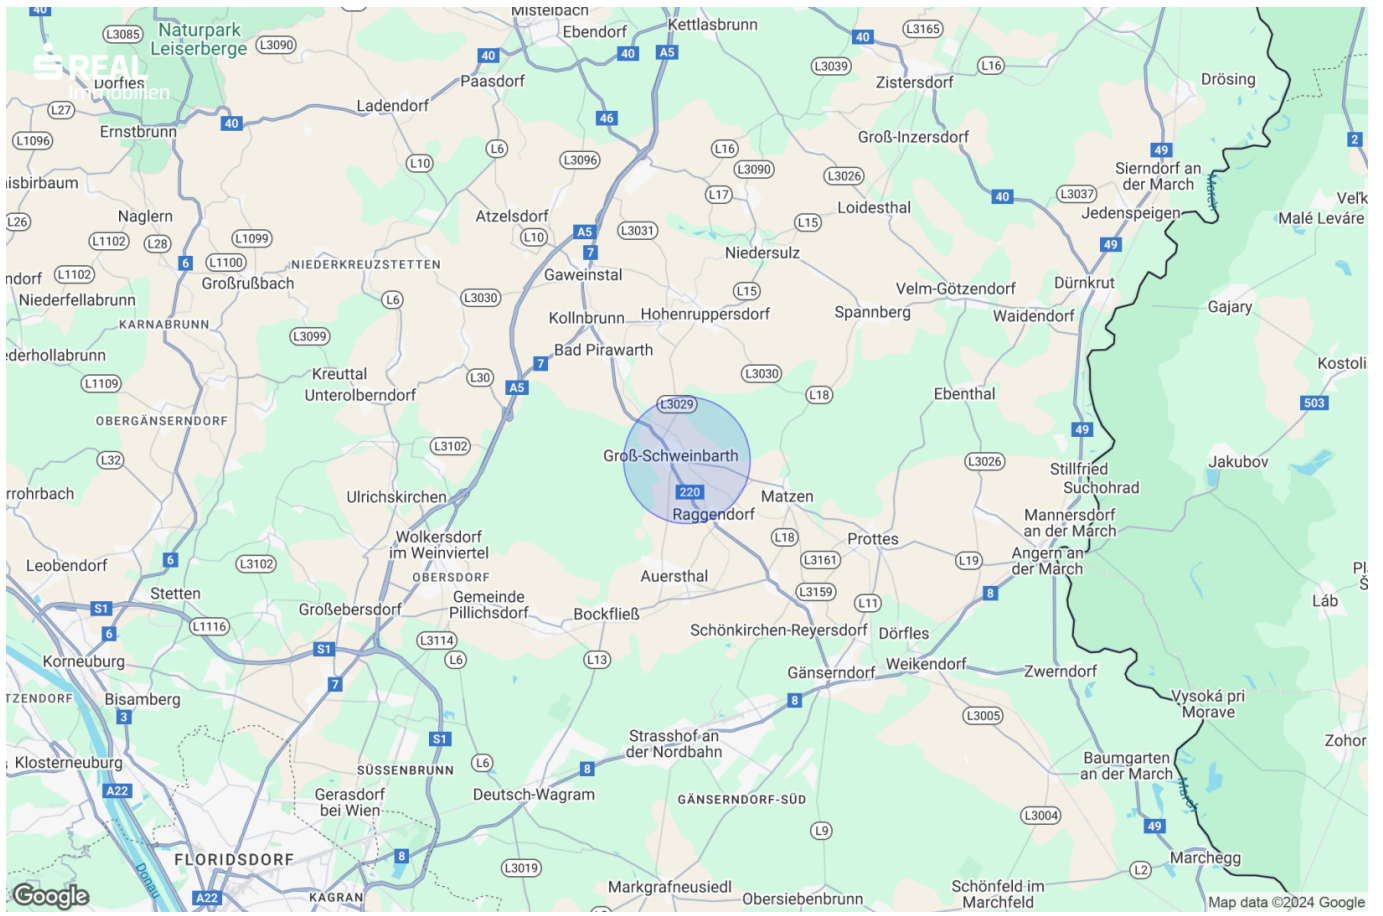 40
L3085
Naturpark
Leiserberge
L3090
Mistelbach
Ebendorf
Kettlasbrunn
40
40
A5
40
L3165
L3039
L16
Zistersdorf
Drösing
S REAL
Immobilien
Dörfles
Paasdorf
Ladendorf
L27
Ernstbrunn
40
46
L1096
L6
L3096
L16
L3090
Groß-Inzersdorf
2
49
Sierndorf an
der March
March
L10
L17
L3026
40
L3037
nisbirbaum
Naglern
L26
Atzelsdorf
A5
L3031
L15
Loidesthal
Jedenspeigen
Malé Leváre
L1102
L28
L1099
L10
7
49
Niedersulz
L1102
6
L1100
NIEDERKREUZSTETTEN
Gaweinstal
ndorf
Großrußbach
L6
L3030
L15
Velm-Götzendorf
Dürnkrut
Niederfellabrunn
Hohenruppersdorf
Spannberg
Waidendorf
Gajary
KARNABRUNN
L3099
Kollnbrunn
ederhollabrunn
Bad Pirawarth
7
Kreuttal
L30
A5
L3030
L18
Unterolberndorf
L1109
Ebenthal
503
L3029
OBERGÄNSERNDORF
49
L3102
L32
Groß-Schweinbarth
L3026
Stillfried
Jakubov
220
Matzen
Suchohrad
rrohrbach
Ulrichskirchen
Raggendorf
Mannersdorf
an der March
Wolkersdorf
im Weinviertel
L18
Prottes
6
L3102
L3161
L19
Angern an
der March
Leobendorf
OBERSDORF
Auersthal
Stetten
L3159
8
S1
Großebersdorf
Gemeinde
Pillichsdorf
Bockfließ
L11
Láb
L1116
6
L3114
Schönkirchen-Reyersdorf
Dörfles
S1
L6
L13
Korneuburg
Weikendorf
7
Gänserndorf
Zwerndorf
Bisamberg
8
Vysoká pri
Morave
3
L3005
S1
Strasshof an
der Nordbahn
Zohor
Klosterneuburg
SÜSSENBRUNN
L6
8
Baumgarten
an der March
March
A22
Gerasdorf
bei Wien
Deutsch-Wagram
GÄNSERNDORF-SÜD
L3004
L9
49
FLORIDSDORF
8
Donau
L3019
Marchegg
L2
A22
KAGRAN
Markgrafneusiedl
Obersiebenbrunn
Schönfeld im
Marchfeld
Google
Map data ©2024 Google